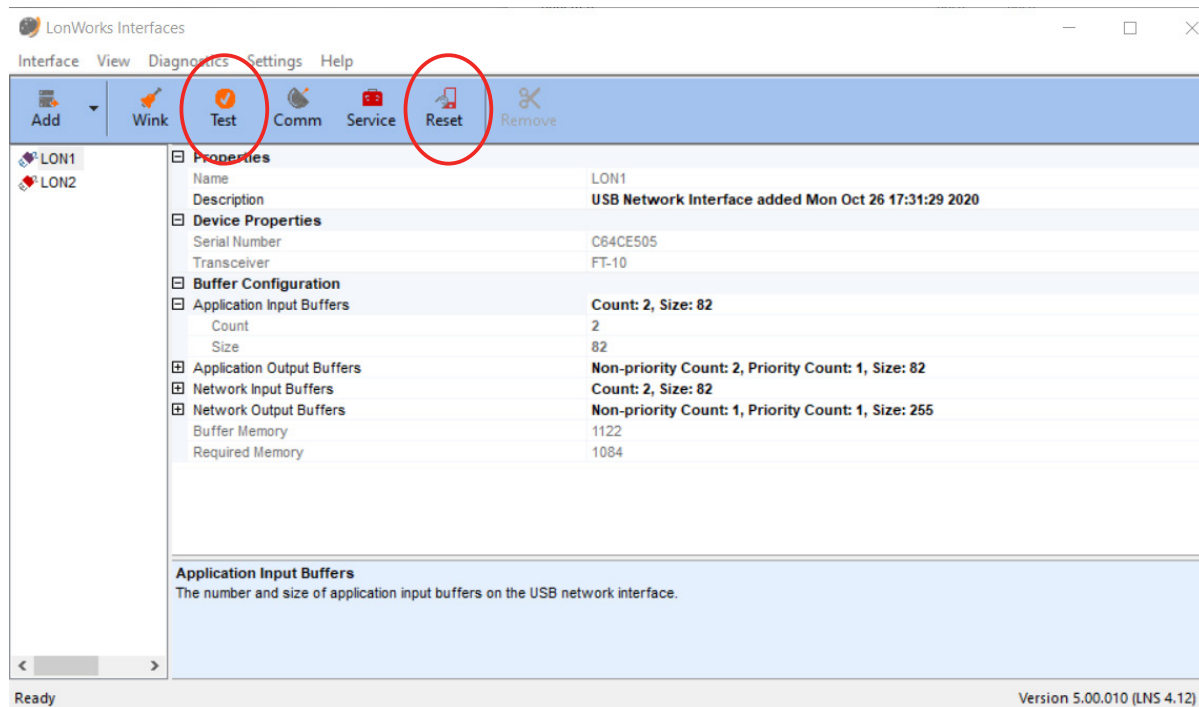 LonWorks Interfaces
Interface View Diagnostics Settings Help
Add Wink Test Comm Service Reset Remove
LON1
LON2
Properties
Name LON1
Description USB Network Interface added Mon Oct 26 17:31:29 2020
Device Properties
Serial Number C64CE505
Transceiver FT-10
Buffer Configuration
Application Input Buffers Count: 2, Size: 82
Count 2
Size 82
Application Output Buffers Non-priority Count: 2, Priority Count: 1, Size: 82
Network Input Buffers Count: 2, Size: 82
Network Output Buffers Non-priority Count: 1, Priority Count: 1, Size: 255
Buffer Memory 1122
Required Memory 1084
Application Input Buffers
The number and size of application input buffers on the USB network interface.
Ready Version 5.00.010 (LNS 4.12)